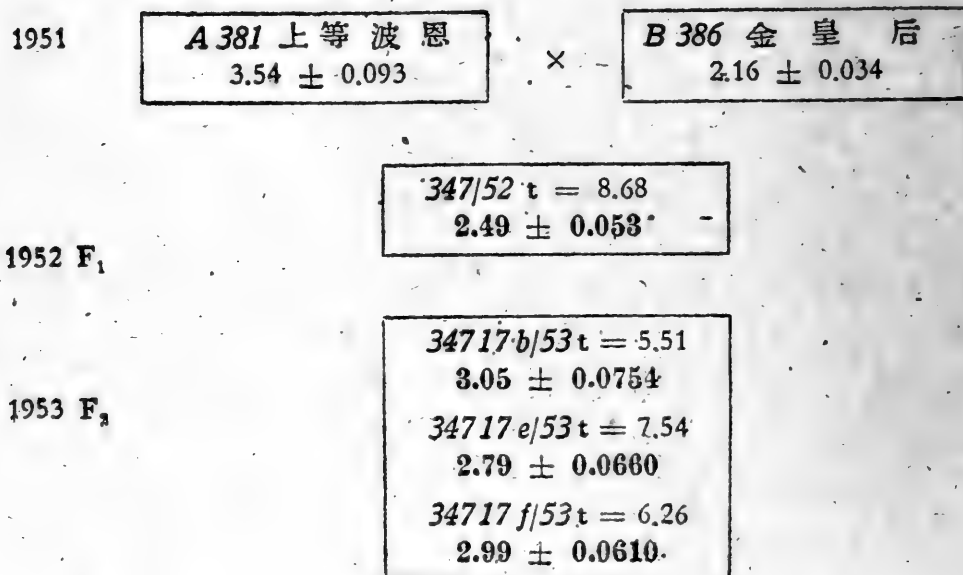 1951
A 381 上等波恩
3.54 ± 0.093
×
B 386 金皇后
2.16 ± 0.034
347/52 t = 8.68
2.49 ± 0.053
1952 F₁
34717 b/53 t = 5.51
3.05 ± 0.0754
1953 F₂
34717 e/53 t = 7.54
2.79 ± 0.0660
34717 f/53 t = 6.26
2.99 ± 0.0610